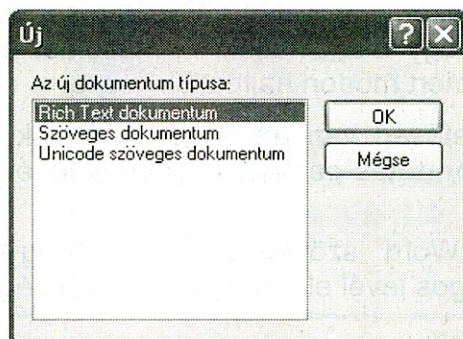 Új
Az új dokumentum típusa:
Rich Text dokumentum
Szöveges dokumentum
Unicode szöveges dokumentum
OK
Mégse